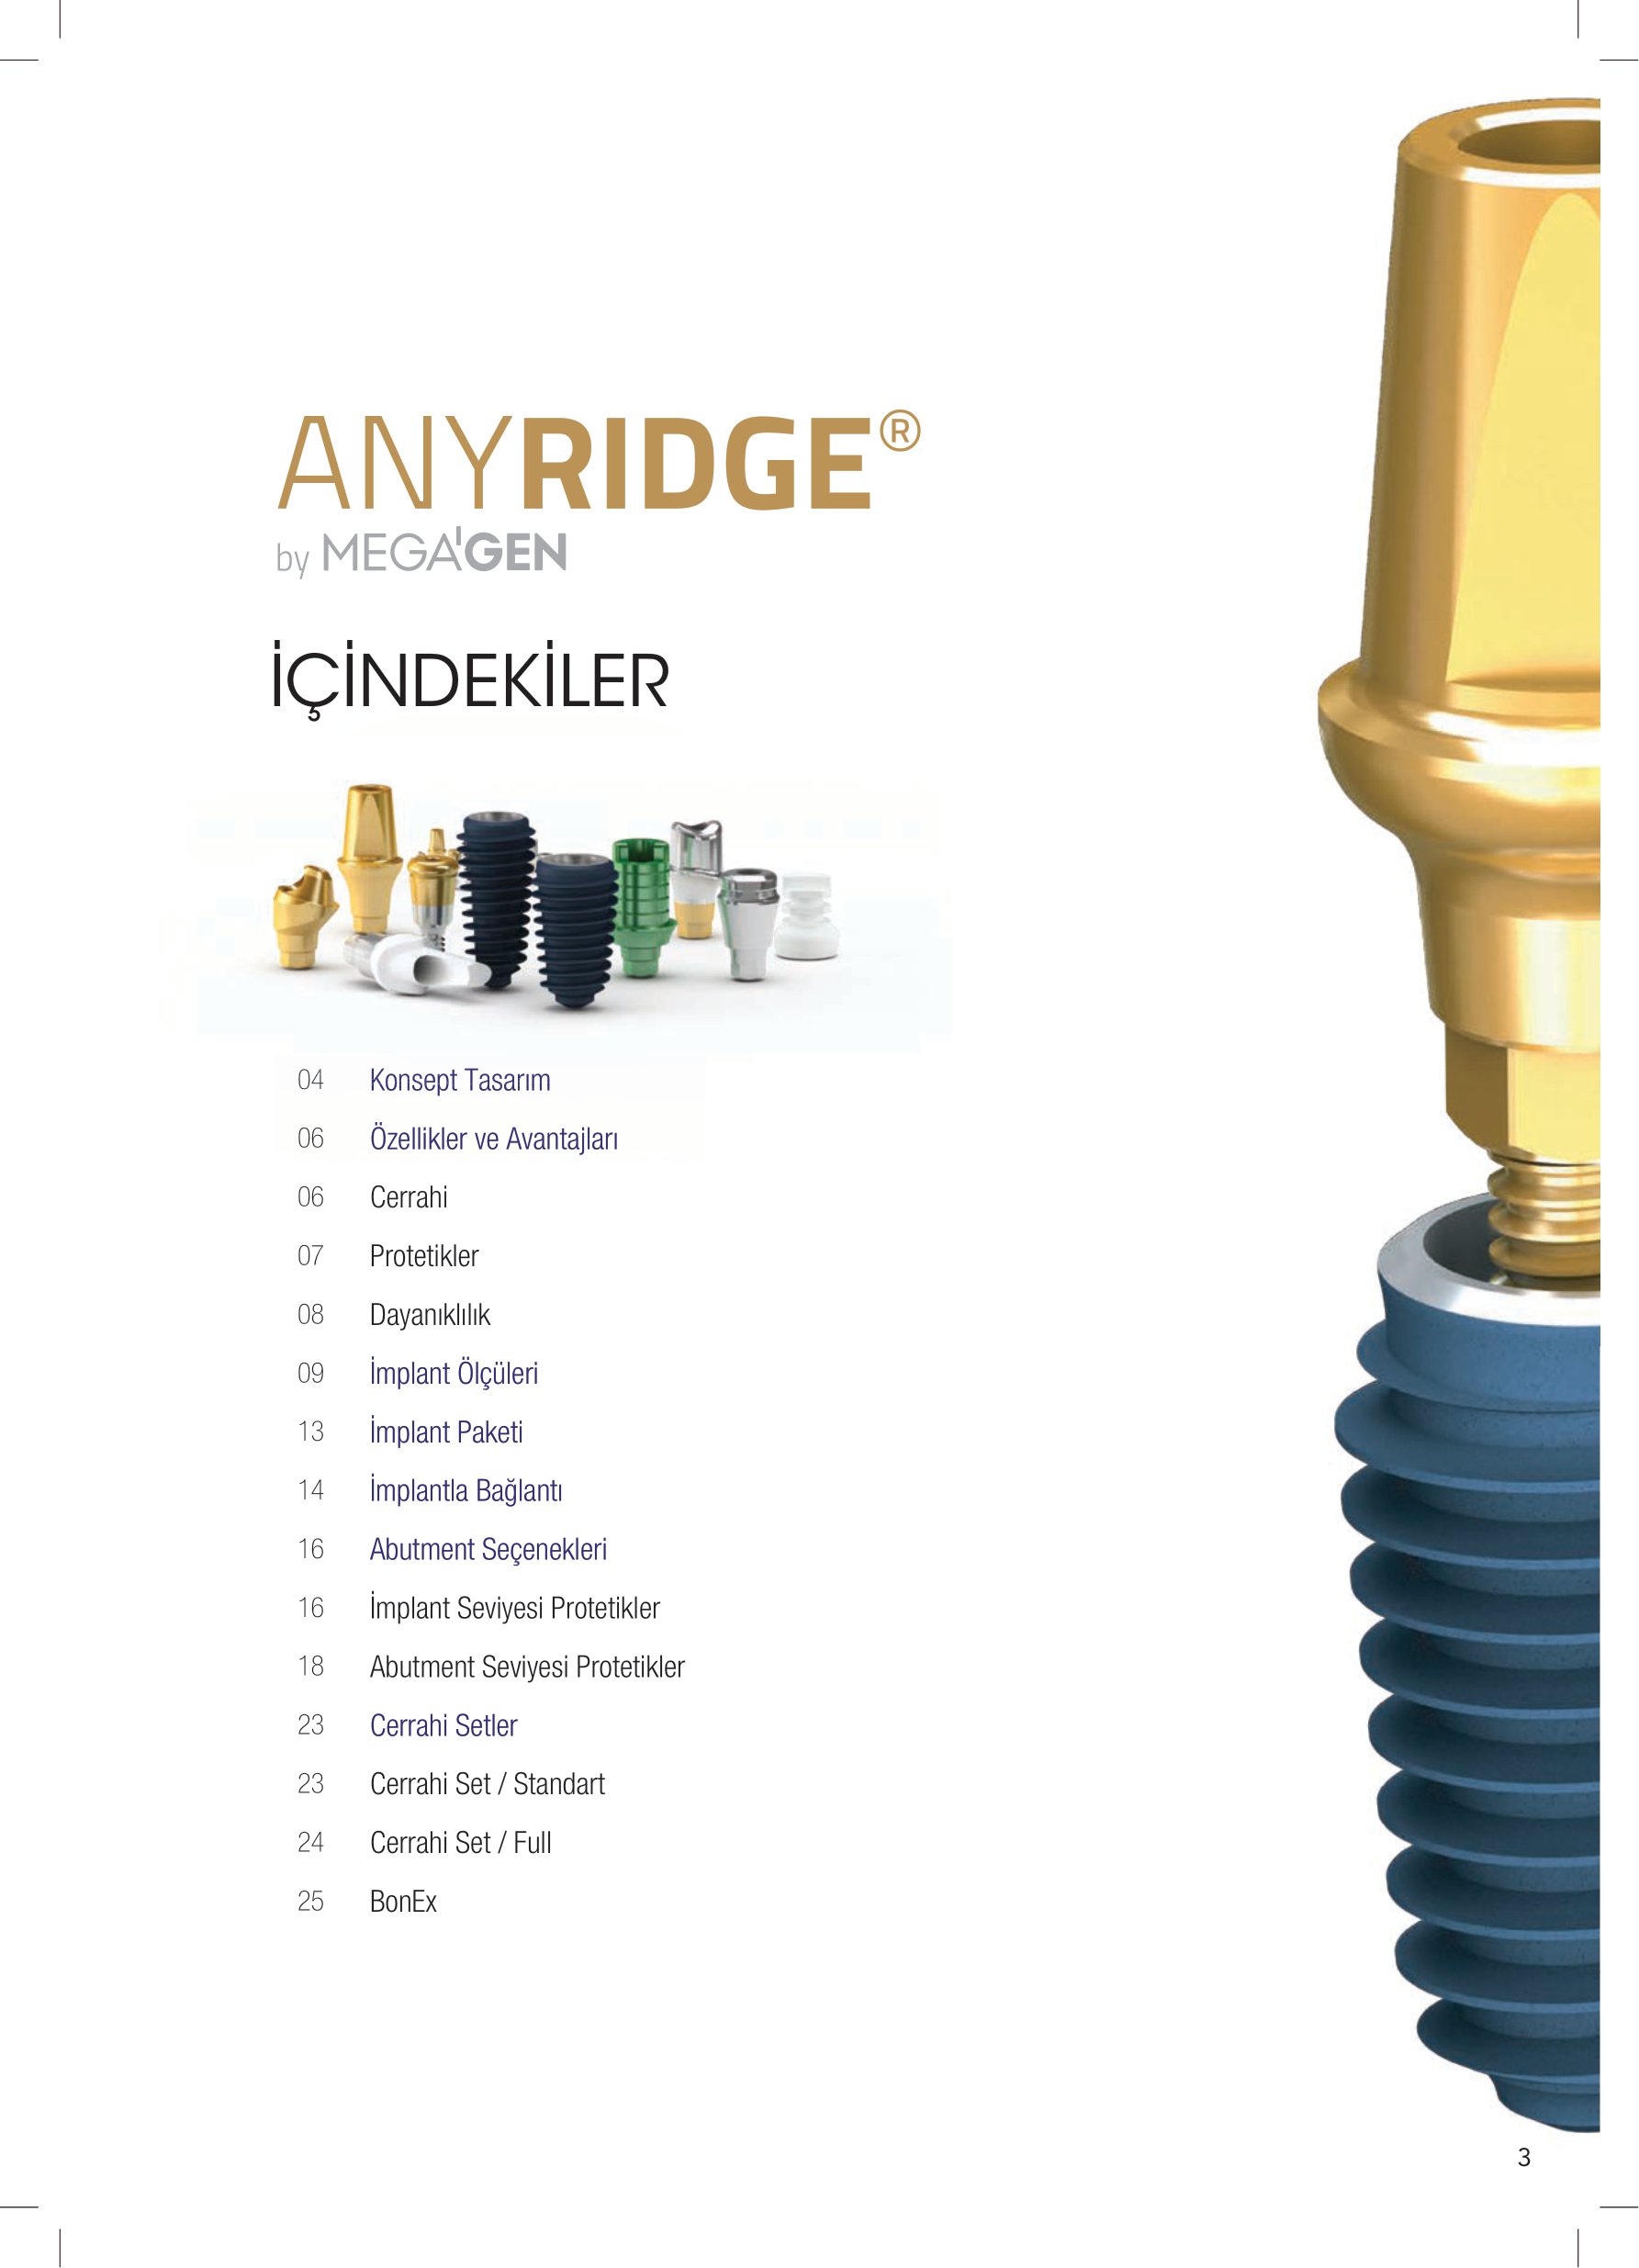 ANYRIDGE®
by MEGA'GEN
İÇİNDEKİLER
04 Konsept Tasarım
06 Özellikler ve Avantajları
06 Cerrahi
07 Protetikler
08 Dayanıklılık
09 İmplant Ölçüleri
13 İmplant Paketi
14 İmplantla Bağlantı
16 Abutment Seçenekleri
16 İmplant Seviyesi Protetikler
18 Abutment Seviyesi Protetikler
23 Cerrahi Setler
23 Cerrahi Set / Standart
24 Cerrahi Set / Full
25 BonEx
3